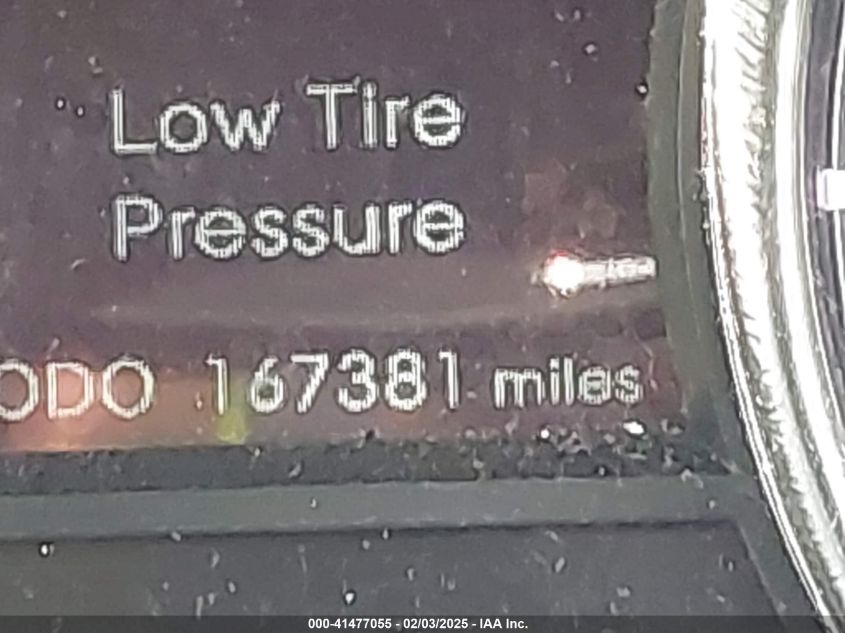 Low Tire
Pressure
ODO 167381 miles
000-41477055 - 02/03/2025 - IAA Inc.